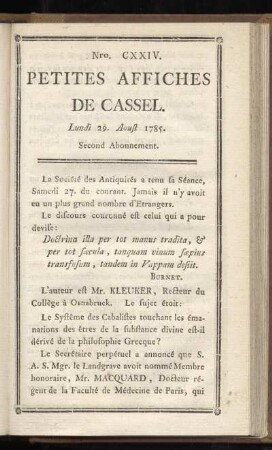 Nro. CXXIV.
PETITES AFFICHES
DE CASSEL.
Lundi 29. Aouſt 1785.
Second Abonnement.
La Société des Antiquités a tenu ſa Séance,
Samedi 27. du courant. Jamais il n'y avoit
eu un plus grand nombre d'Etrangers.
Le diſcours couronné eſt celui qui a pour
deviſe:
Doctrina illa per tot manus tradita, &
per tot ſæcula, tanquam vinum ſæpius
transfuſum, tandem in Vappam deſiit.
BURNET.
L'auteur eſt Mr. KLEUKER, Recteur du
Collège à Osnabruck. Le ſujet étoit:
Le Syſtème des Cabaliſtes touchant les éma-
nations des êtres de la ſubſtance divine eſt-il
dérivé de la philoſophie Grecque?
Le Secrétaire perpétuel a annoncé que S.
A. S. Mgr. le Landgrave avoit nommé Membre
honoraire, Mr. MACQUARD, Docteur ré-
gent de la Faculté de Médecine de Paris, qui